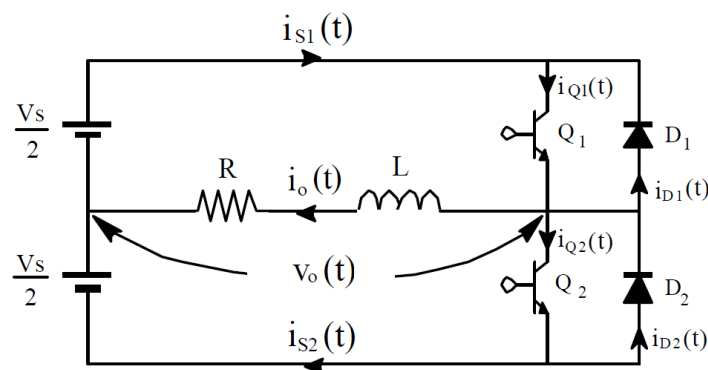 iS1(t)
Vs
2
iQ1(t)
Q1
D1
R
io(t)
L
iD1(t)
Vs
2
vo(t)
iQ2(t)
Q2
D2
iS2(t)
iD2(t)